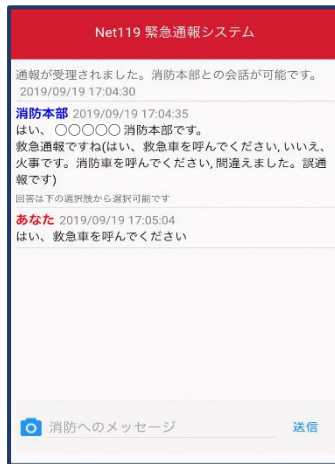 Net119 緊急通報システム
通報が受理されました。消防本部との会話が可能です。
2019/09/19 17:04:30
消防本部 2019/09/19 17:04:35
はい、〇〇〇〇〇 消防本部です。
救急通報ですね(はい、救急車を呼んでください, いいえ、
火事です。消防車を呼んでください, 間違えました。誤通
報です)
回答は下の選択肢から選択可能です
あなた 2019/09/19 17:05:04
はい、救急車を呼んでください
消防へのメッセージ 送信